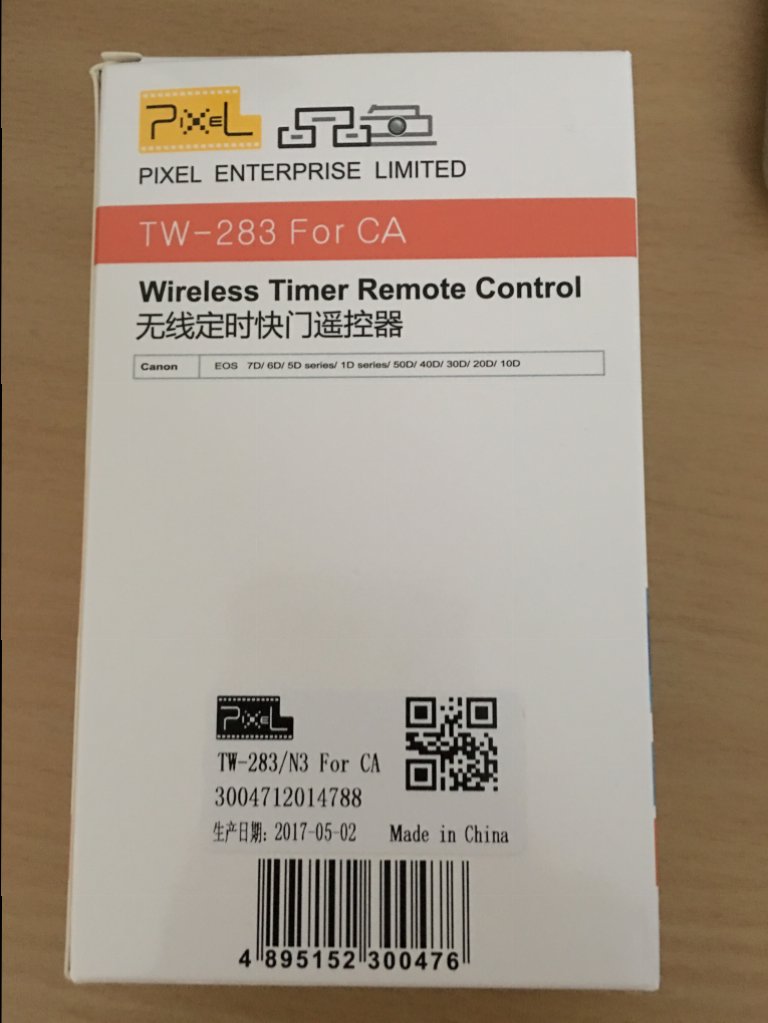 PIXEL
PIXEL ENTERPRISE LIMITED
TW-283 For CA
Wireless Timer Remote Control
无线定时快门遥控器
Canon EOS 7D/ 6D/ 5D series/ 1D series/ 50D/ 40D/ 30D/ 20D/ 10D
PIXEL
TW-283/N3 For CA
3004712014788
生产日期: 2017-05-02 Made in China
4 895152 300476